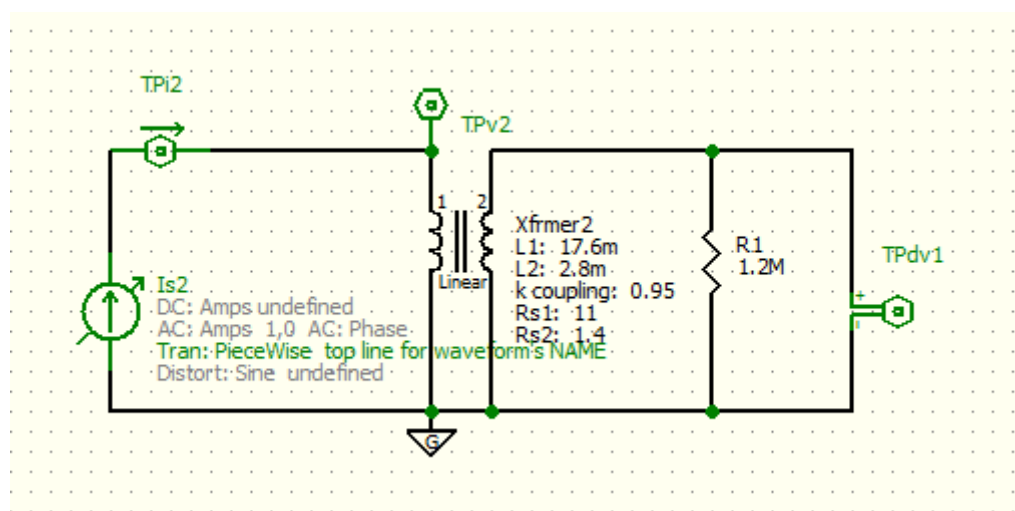 TPi2
TPv2
1 2
Xfrmer2
L1: 17.6m
L2: 2.8m
k coupling: 0.95
Rs1: 11
Rs2: 1.4
Linear
R1
1.2M
TPdv1
+
Is2
DC: Amps undefined
AC: Amps 1,0 AC: Phase
Tran: PieceWise top line for waveform's NAME
Distort: Sine undefined
G